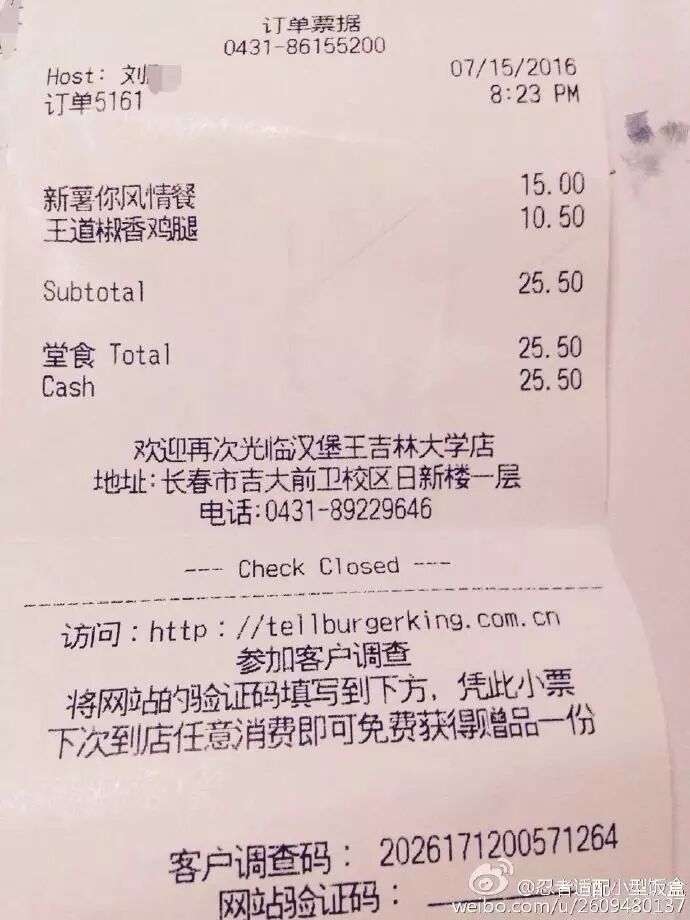 订单票据
0431-86155200
Host: 刘
07/15/2016
订单5161
8:23 PM
新薯你风情餐 15.00
王道椒香鸡腿 10.50
Subtotal 25.50
堂食 Total 25.50
Cash 25.50
欢迎再次光临汉堡王吉林大学店
地址:长春市吉大前卫校区日新楼一层
电话:0431-89229646
--- Check Closed ---
访问:http://tellburgerking.com.cn
参加客户调查
将网站的验证码填写到下方，凭此小票
下次到店任意消费即可免费获得赠品一份
客户调查码: 2026171200571264
网站验证码:
@忍者适配小型饭盒
weibo.com/u/2609480137